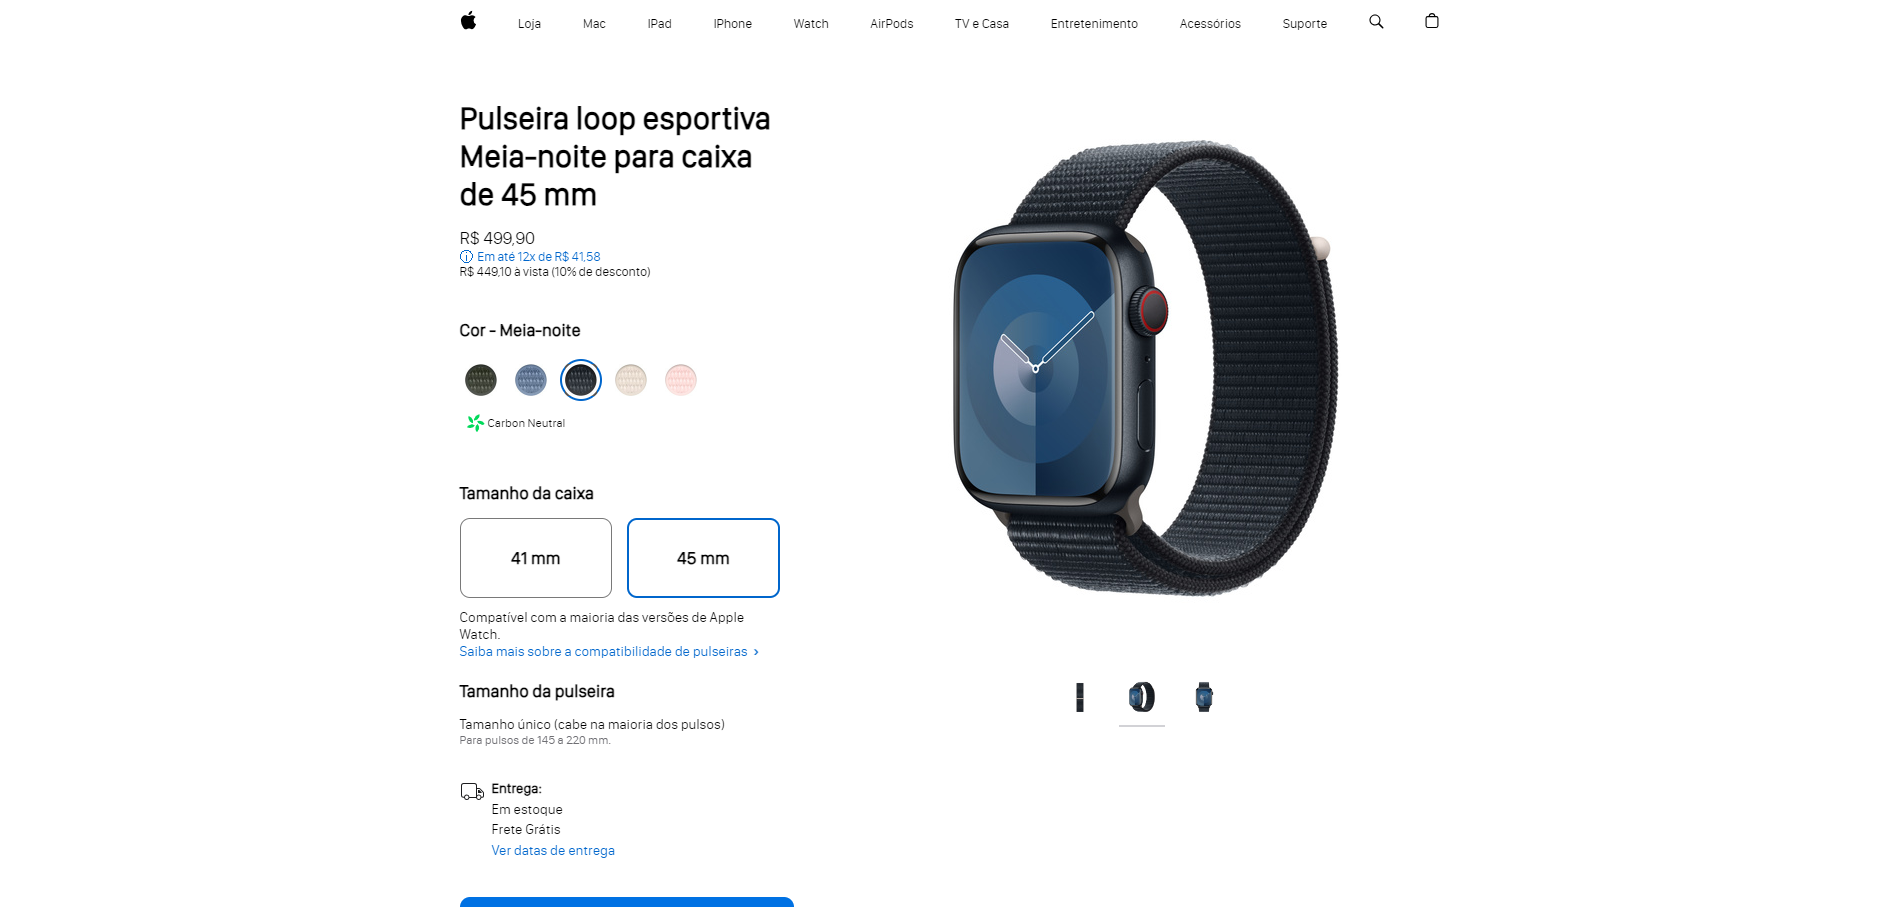 Loja Mac iPad iPhone Watch AirPods TV e Casa Entretenimento Acessórios Suporte
Pulseira loop esportiva
Meia-noite para caixa
de 45 mm
R$ 499,90
Em até 12x de R$ 41,58
R$ 449,10 à vista (10% de desconto)
Cor - Meia-noite
Carbon Neutral
Tamanho da caixa
41 mm 45 mm
Compatível com a maioria das versões de Apple
Watch.
Saiba mais sobre a compatibilidade de pulseiras >
Tamanho da pulseira
Tamanho único (cabe na maioria dos pulsos)
Para pulsos de 145 a 220 mm.
Entrega:
Em estoque
Frete Grátis
Ver datas de entrega